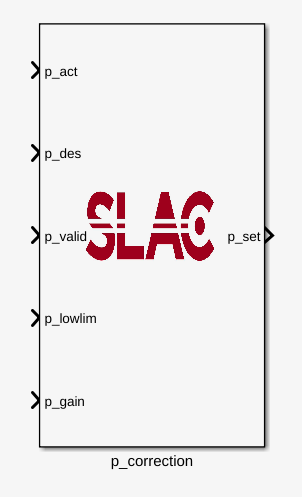 p_act
p_des
p_valid
SLAC
p_set
p_lowlim
p_gain
p_correction